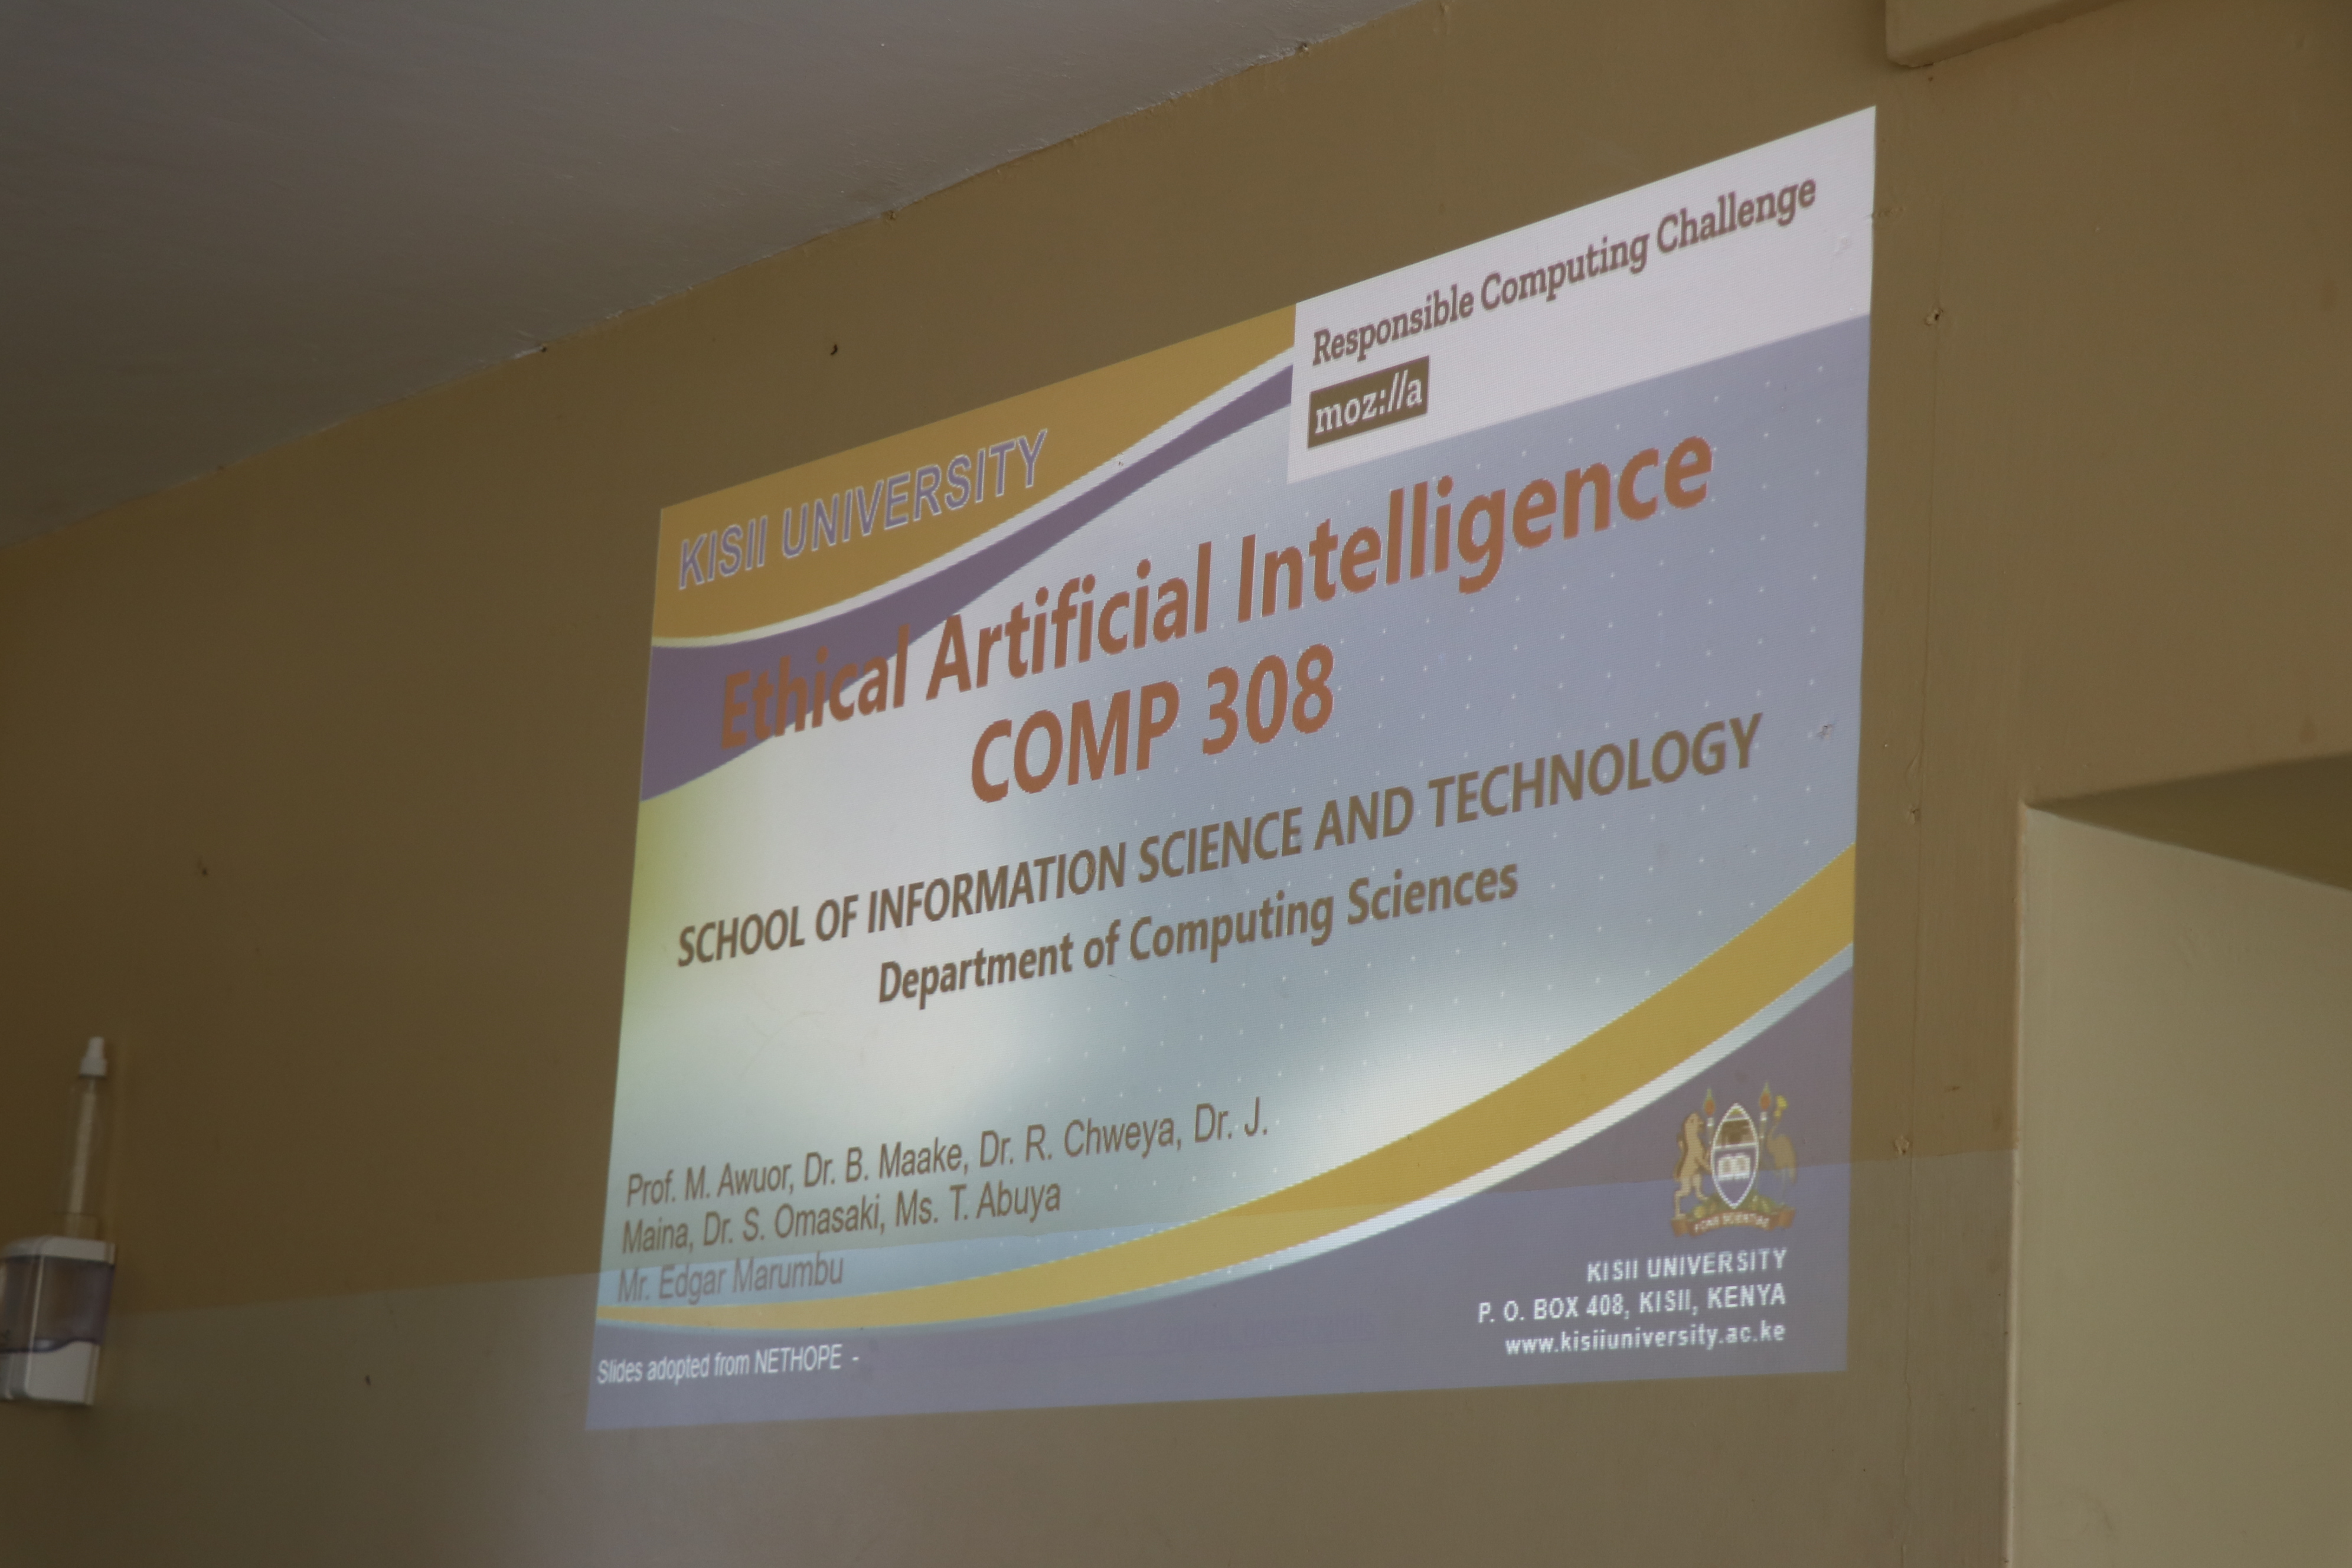 Responsible Computing Challenge
moz://a
KISII UNIVERSITY
Ethical Artificial Intelligence
COMP 308
SCHOOL OF INFORMATION SCIENCE AND TECHNOLOGY
Department of Computing Sciences
Prof. M. Awuor, Dr. B. Maake, Dr. R. Chweya, Dr. J.
Maina, Dr. S. Omasaki, Ms. T. Abuya
Mr. Edgar Marumbu
Slides adopted from NETHOPE -
KISII UNIVERSITY
P. O. BOX 408, KISII, KENYA
www.kisiiuniversity.ac.ke